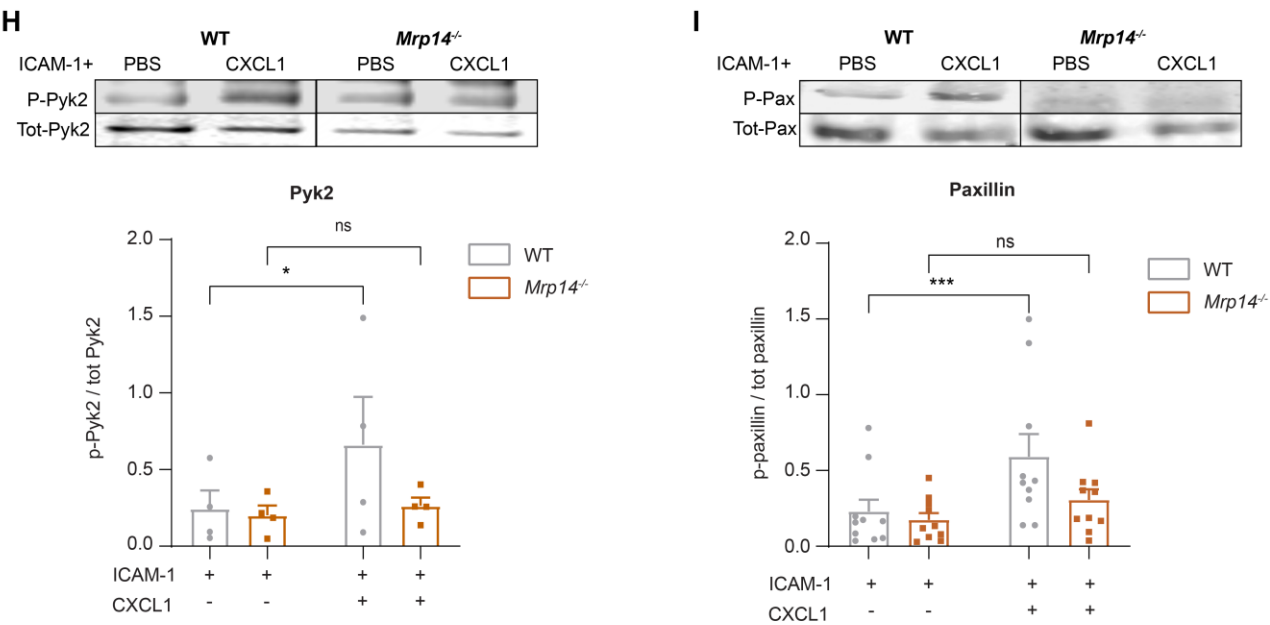 H
WT Mrp14-/-
ICAM-1+ PBS CXCL1 PBS CXCL1
P-Pyk2
Tot-Pyk2
Pyk2
p-Pyk2 / tot Pyk2
2.0
1.5
1.0
0.5
0.0
ns
*
WT
Mrp14-/-
ICAM-1 + + + +
CXCL1 - - + +
I
WT Mrp14-/-
ICAM-1+ PBS CXCL1 PBS CXCL1
P-Pax
Tot-Pax
Paxillin
p-paxillin / tot paxillin
2.0
1.5
1.0
0.5
0.0
ns
***
WT
Mrp14-/-
ICAM-1 + + + +
CXCL1 - - + +